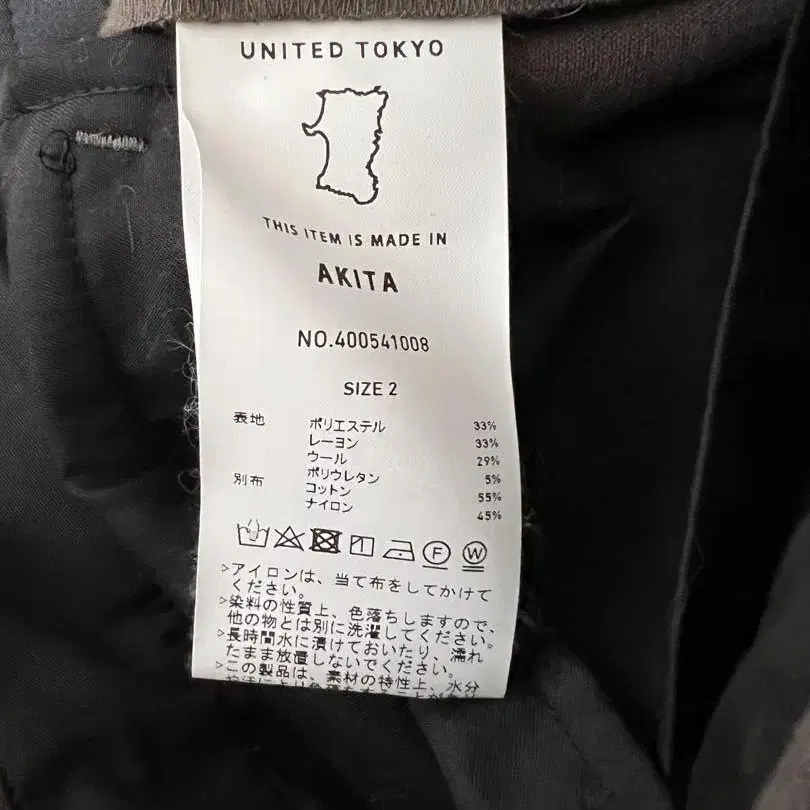 UNITED TOKYO
THIS ITEM IS MADE IN
AKITA
NO.400541008
SIZE 2
表地 ポリエステル 33%
レーヨン 33%
ウール 29%
ポリウレタン 5%
別布 コットン 55%
ナイロン 45%
F W
▷アイロンは、当て布をしてかけて
ください。
▷染料の性質上、色落ちしますので、
他の物とは別に洗濯してください。
▷長時間水に漬けておいたり、濡れ
たまま放置しないでください。
▷この製品は、素材の特性上、水分